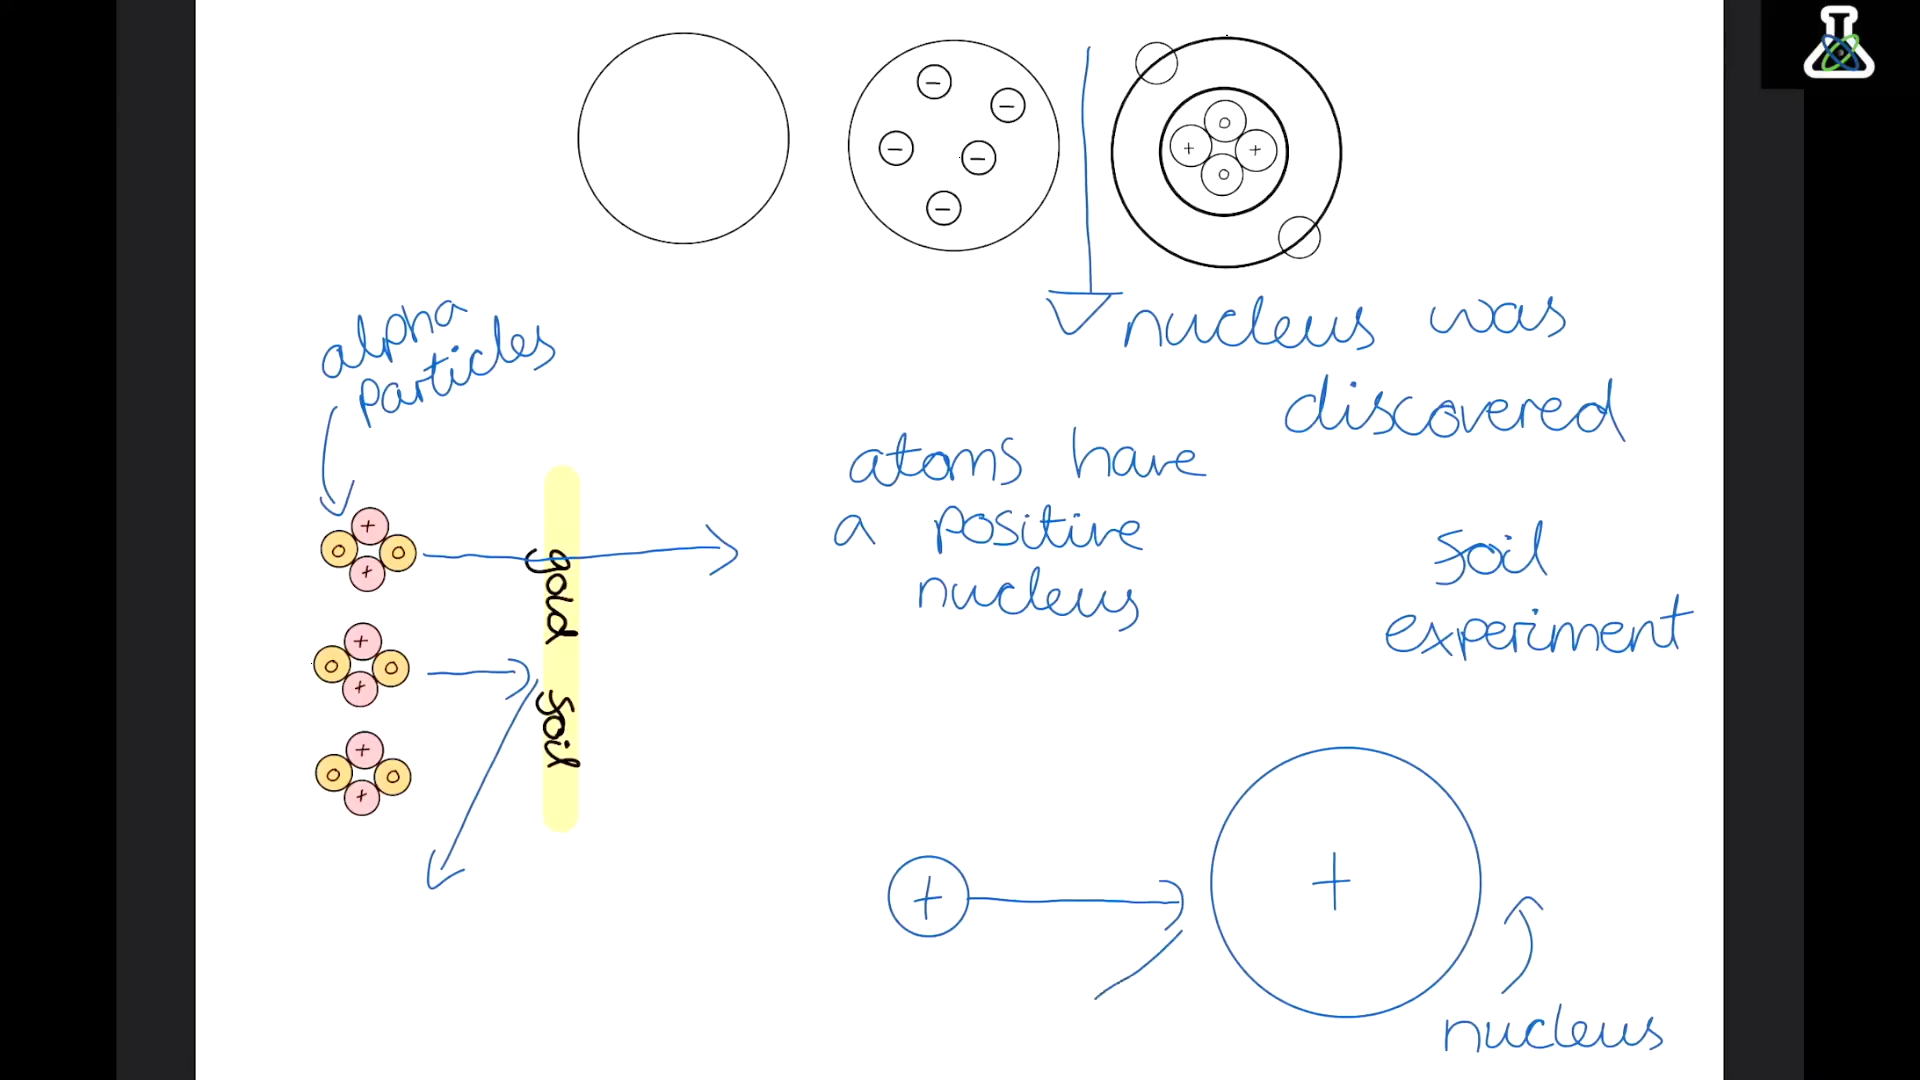 − − − − −
+ o + o
nucleus was
discovered
alpha
particles
atoms have
a positive
nucleus
foil
experiment
gold foil
+ o o +
+ o o +
+ o o +
+ +
nucleus